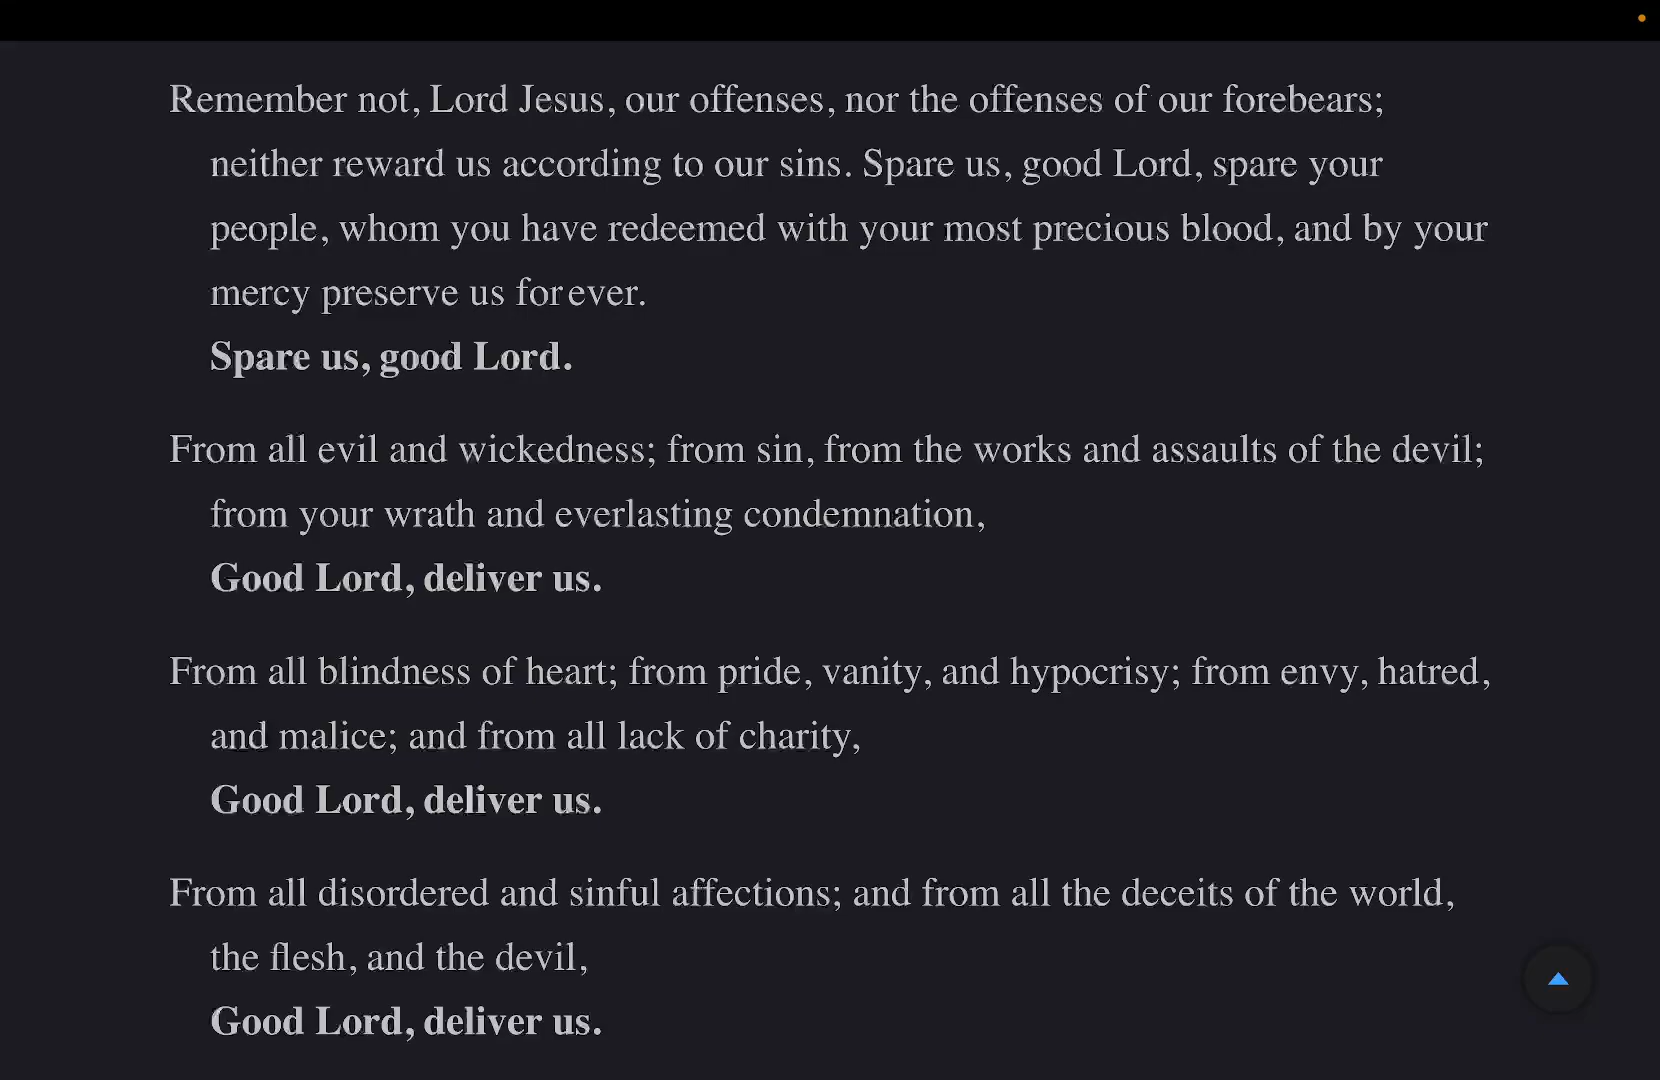 Remember not, Lord Jesus, our offenses, nor the offenses of our forebears;
neither reward us according to our sins. Spare us, good Lord, spare your
people, whom you have redeemed with your most precious blood, and by your
mercy preserve us for ever.
Spare us, good Lord.
From all evil and wickedness; from sin, from the works and assaults of the devil;
from your wrath and everlasting condemnation,
Good Lord, deliver us.
From all blindness of heart; from pride, vanity, and hypocrisy; from envy, hatred,
and malice; and from all lack of charity,
Good Lord, deliver us.
From all disordered and sinful affections; and from all the deceits of the world,
the flesh, and the devil,
Good Lord, deliver us.